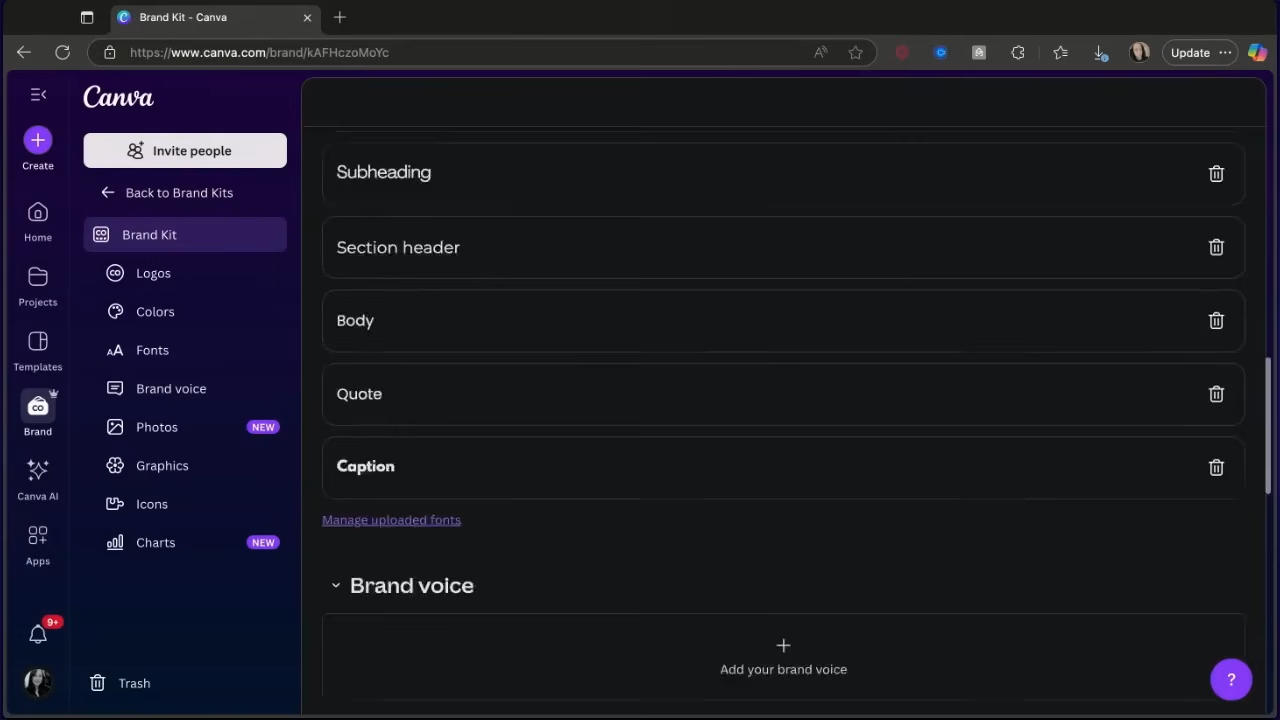 Brand Kit - Canva
https://www.canva.com/brand/kAFHczoMoYc
Update
Canva
Invite people
Back to Brand Kits
Brand Kit
Logos
Colors
Fonts
Brand voice
Photos NEW
Graphics
Icons
Charts NEW
Trash
Create
Home
Projects
Templates
Brand
Canva AI
Apps
9+
Subheading
Section header
Body
Quote
Caption
Manage uploaded fonts
Brand voice
Add your brand voice
?